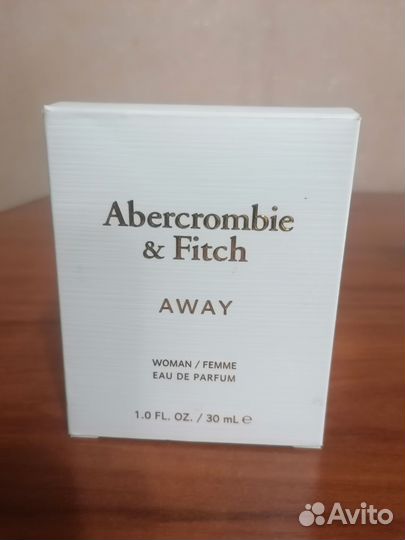 Abercrombie
& Fitch
AWAY
WOMAN / FEMME
EAU DE PARFUM
1.0 FL. OZ. / 30 mL ℮
Avito